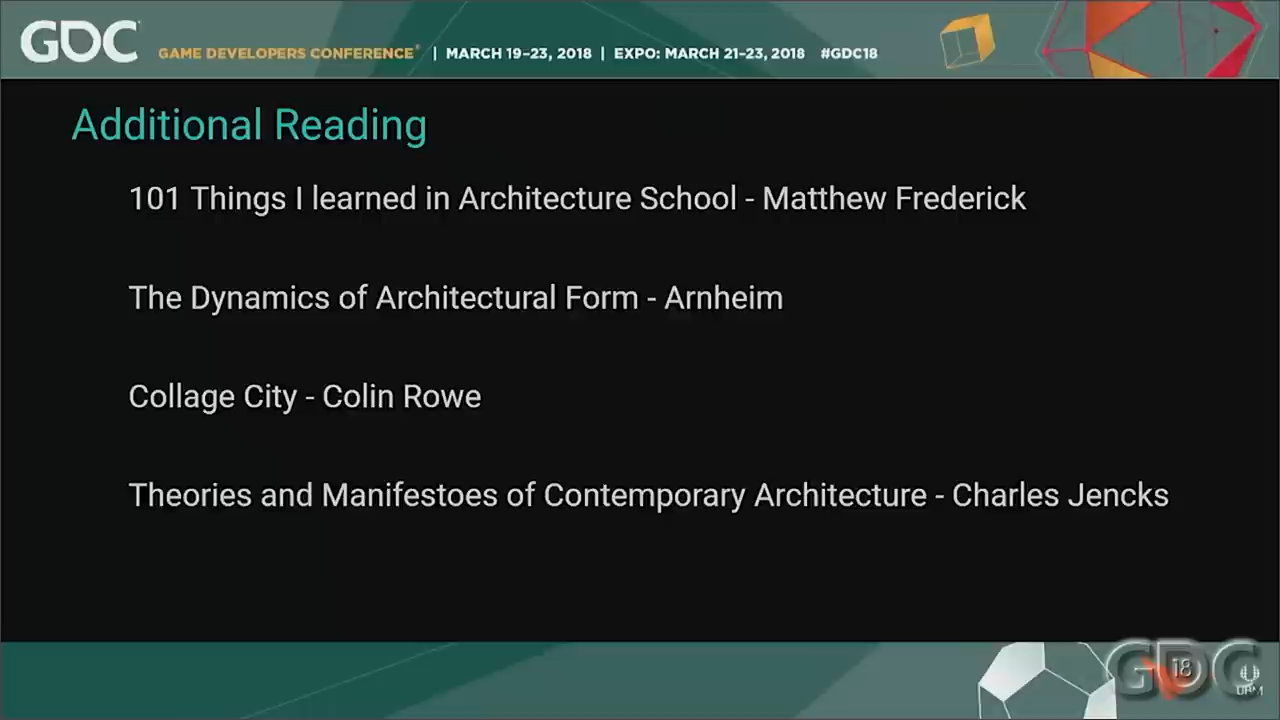 GDC
GAME DEVELOPERS CONFERENCE® | MARCH 19–23, 2018 | EXPO: MARCH 21–23, 2018 #GDC18
Additional Reading
101 Things I learned in Architecture School - Matthew Frederick
The Dynamics of Architectural Form - Arnheim
Collage City - Colin Rowe
Theories and Manifestoes of Contemporary Architecture - Charles Jencks
GDC
18
UBM